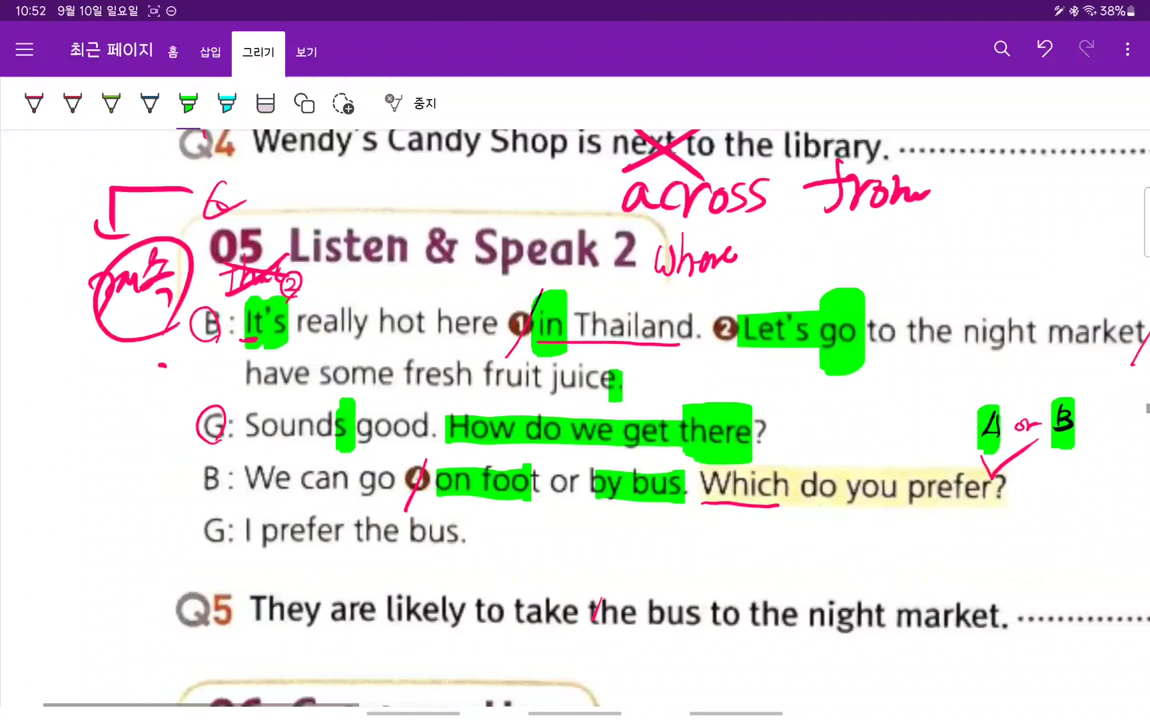 10:52 9월 10일 일요일 38%
최근 페이지 홈 삽입 그리기 보기
중지
Q4 Wendy's Candy Shop is next to the library.
across from
05 Listen & Speak 2 where
That ②
B : It's really hot here ❶ in Thailand. ❷ Let's go to the night market
have some fresh fruit juice.
G: Sounds good. How do we get there?
A or B
B : We can go ❹ on foot or by bus. Which do you prefer?
G: I prefer the bus.
Q5 They are likely to take the bus to the night market.